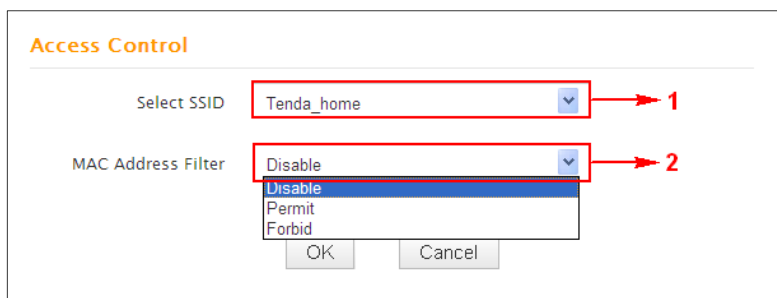 Access Control
Select SSID Tenda_home 1
MAC Address Filter Disable 2
Disable
Permit
Forbid
OK Cancel